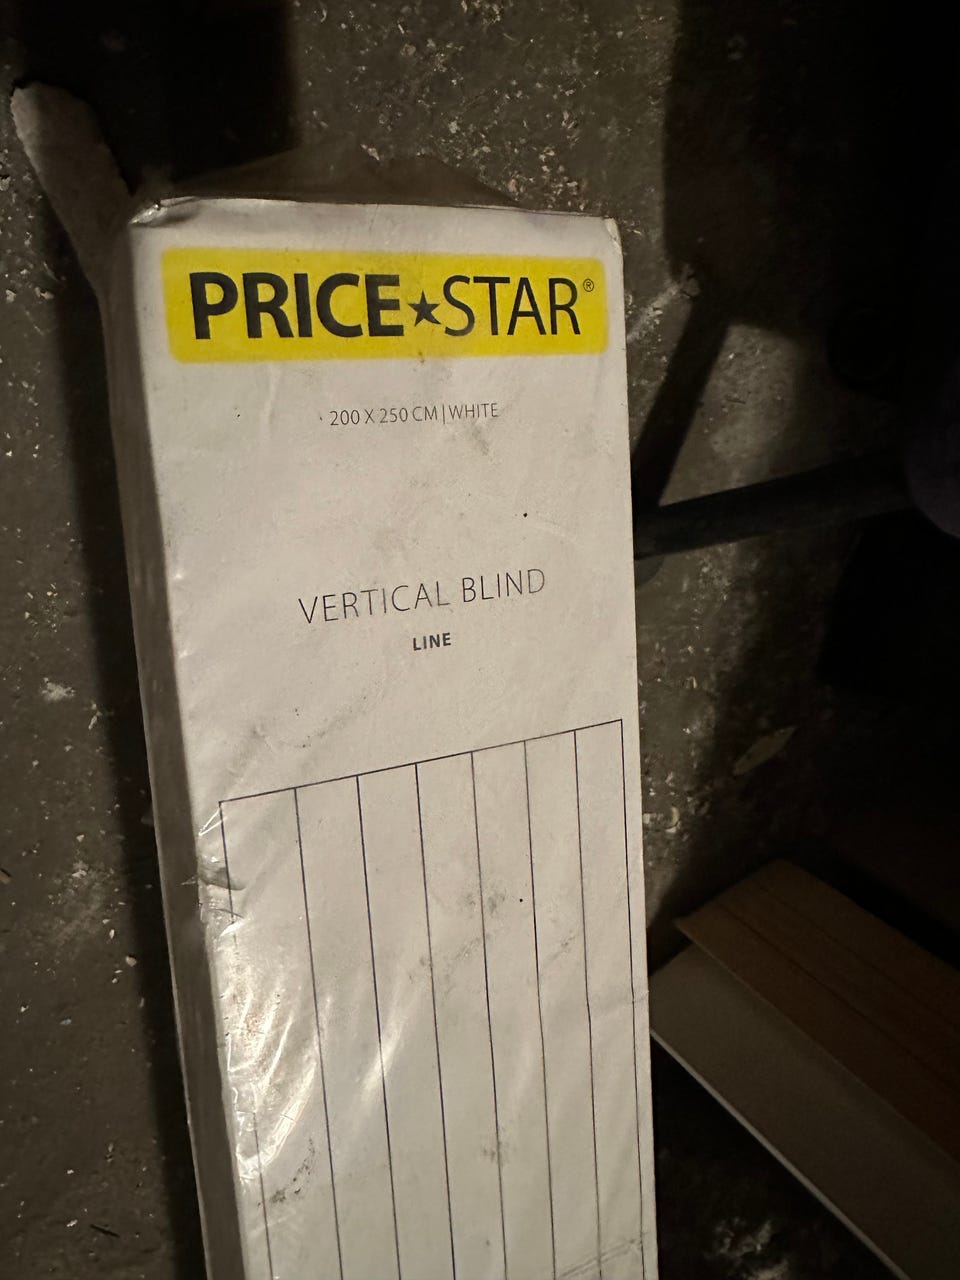 PRICE★STAR®
200 X 250 CM | WHITE
VERTICAL BLIND
LINE